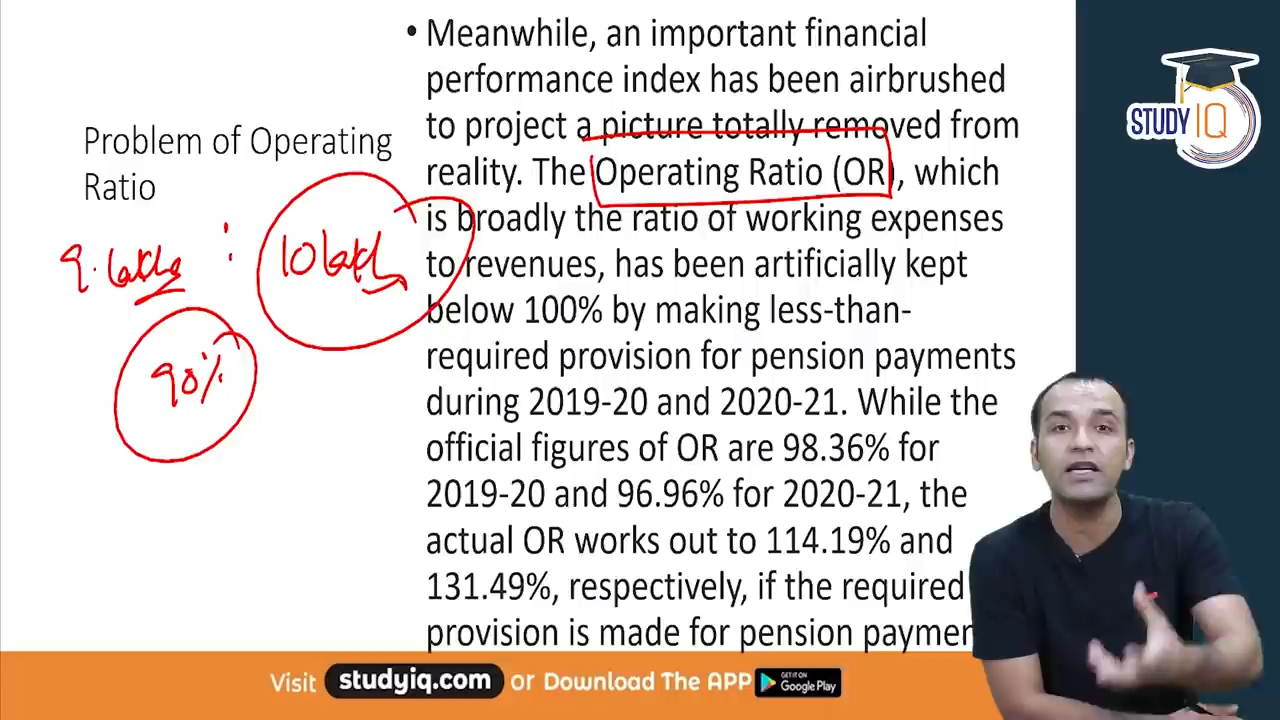 Problem of Operating
Ratio
9 lakhs : 10 lakh
90%
• Meanwhile, an important financial
performance index has been airbrushed
to project a picture totally removed from
reality. The Operating Ratio (OR), which
is broadly the ratio of working expenses
to revenues, has been artificially kept
below 100% by making less-than-
required provision for pension payments
during 2019-20 and 2020-21. While the
official figures of OR are 98.36% for
2019-20 and 96.96% for 2020-21, the
actual OR works out to 114.19% and
131.49%, respectively, if the required
provision is made for pension paymen
STUDY IQ
Visit studyiq.com or Download The APP
GET IT ON
Google Play